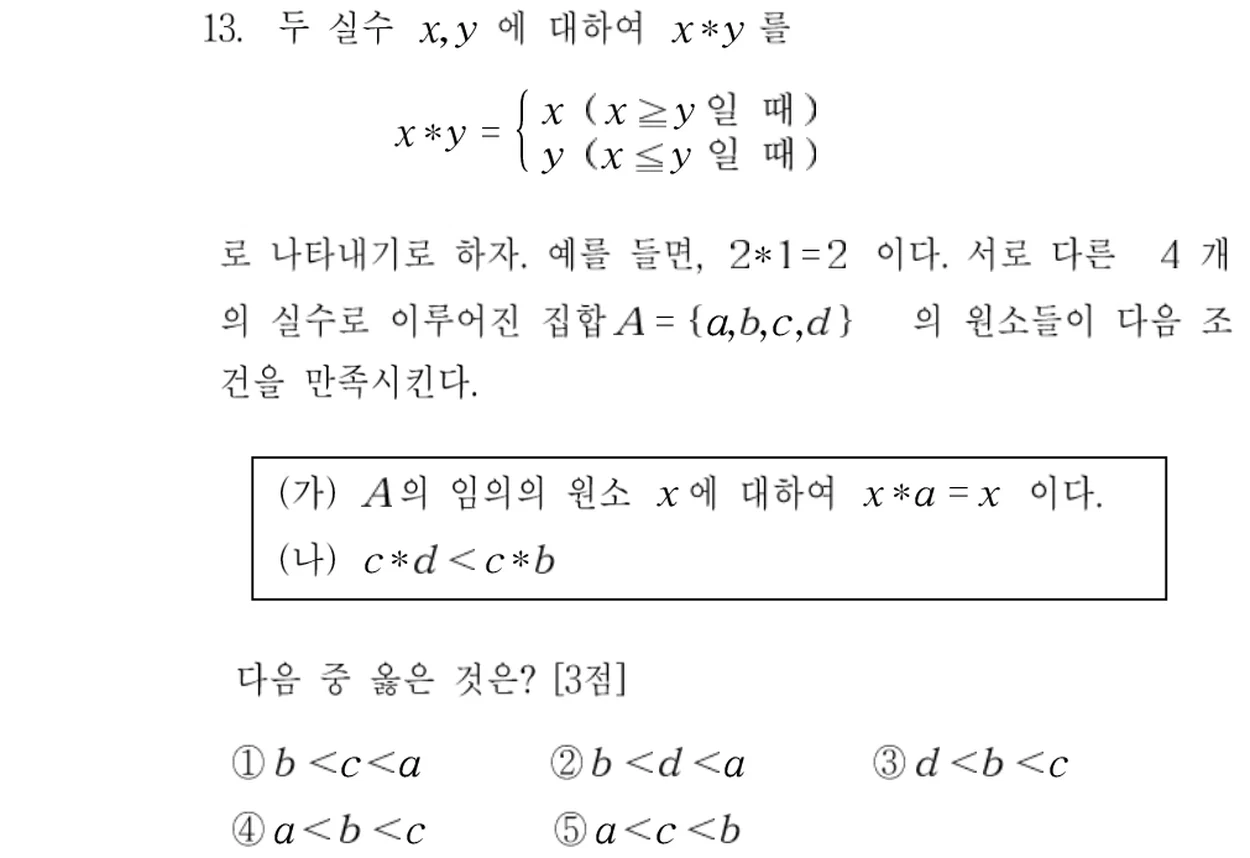 13. 두 실수 x, y 에 대하여 x*y 를
x*y = { x (x≧y 일 때)
y (x≦y 일 때)
로 나타내기로 하자. 예를 들면, 2*1=2 이다. 서로 다른 4 개
의 실수로 이루어진 집합 A = {a,b,c,d} 의 원소들이 다음 조
건을 만족시킨다.
(가) A의 임의의 원소 x에 대하여 x*a = x 이다.
(나) c*d < c*b
다음 중 옳은 것은? [3점]
① b < c < a ② b < d < a ③ d < b < c
④ a < b < c ⑤ a < c < b